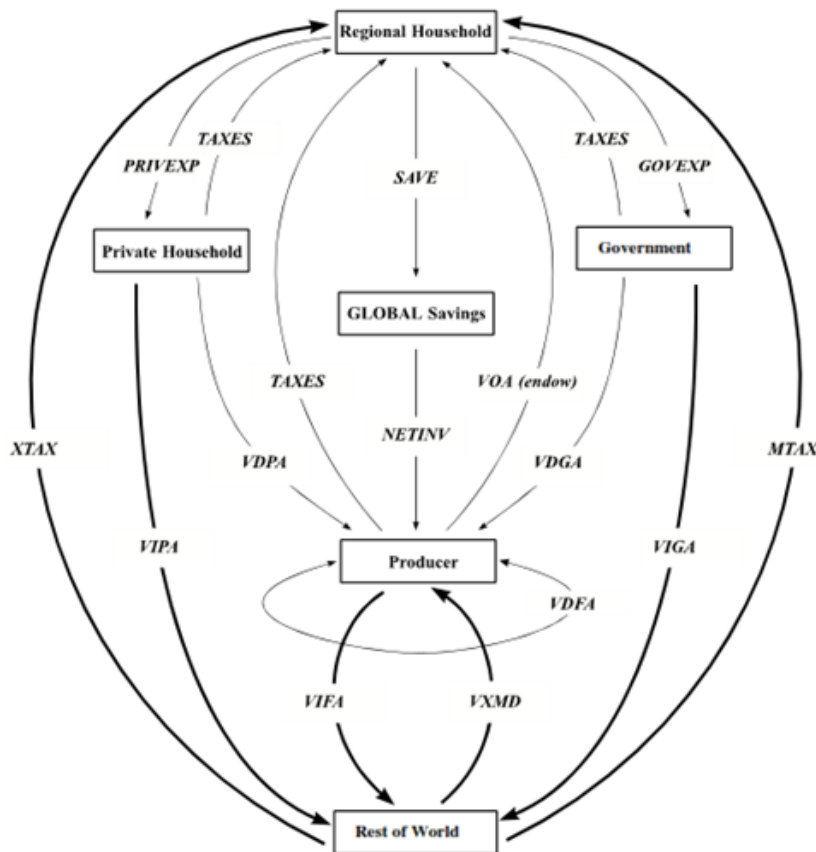 Regional Household
TAXES
TAXES
PRIVEXP
SAVE
GOVEXP
Private Household
Government
GLOBAL Savings
TAXES
VOA (endow)
NETINV
XTAX
VDPA
VDGA
MTAX
VIPA
VIGA
Producer
VDFA
VIFA
VXMD
Rest of World